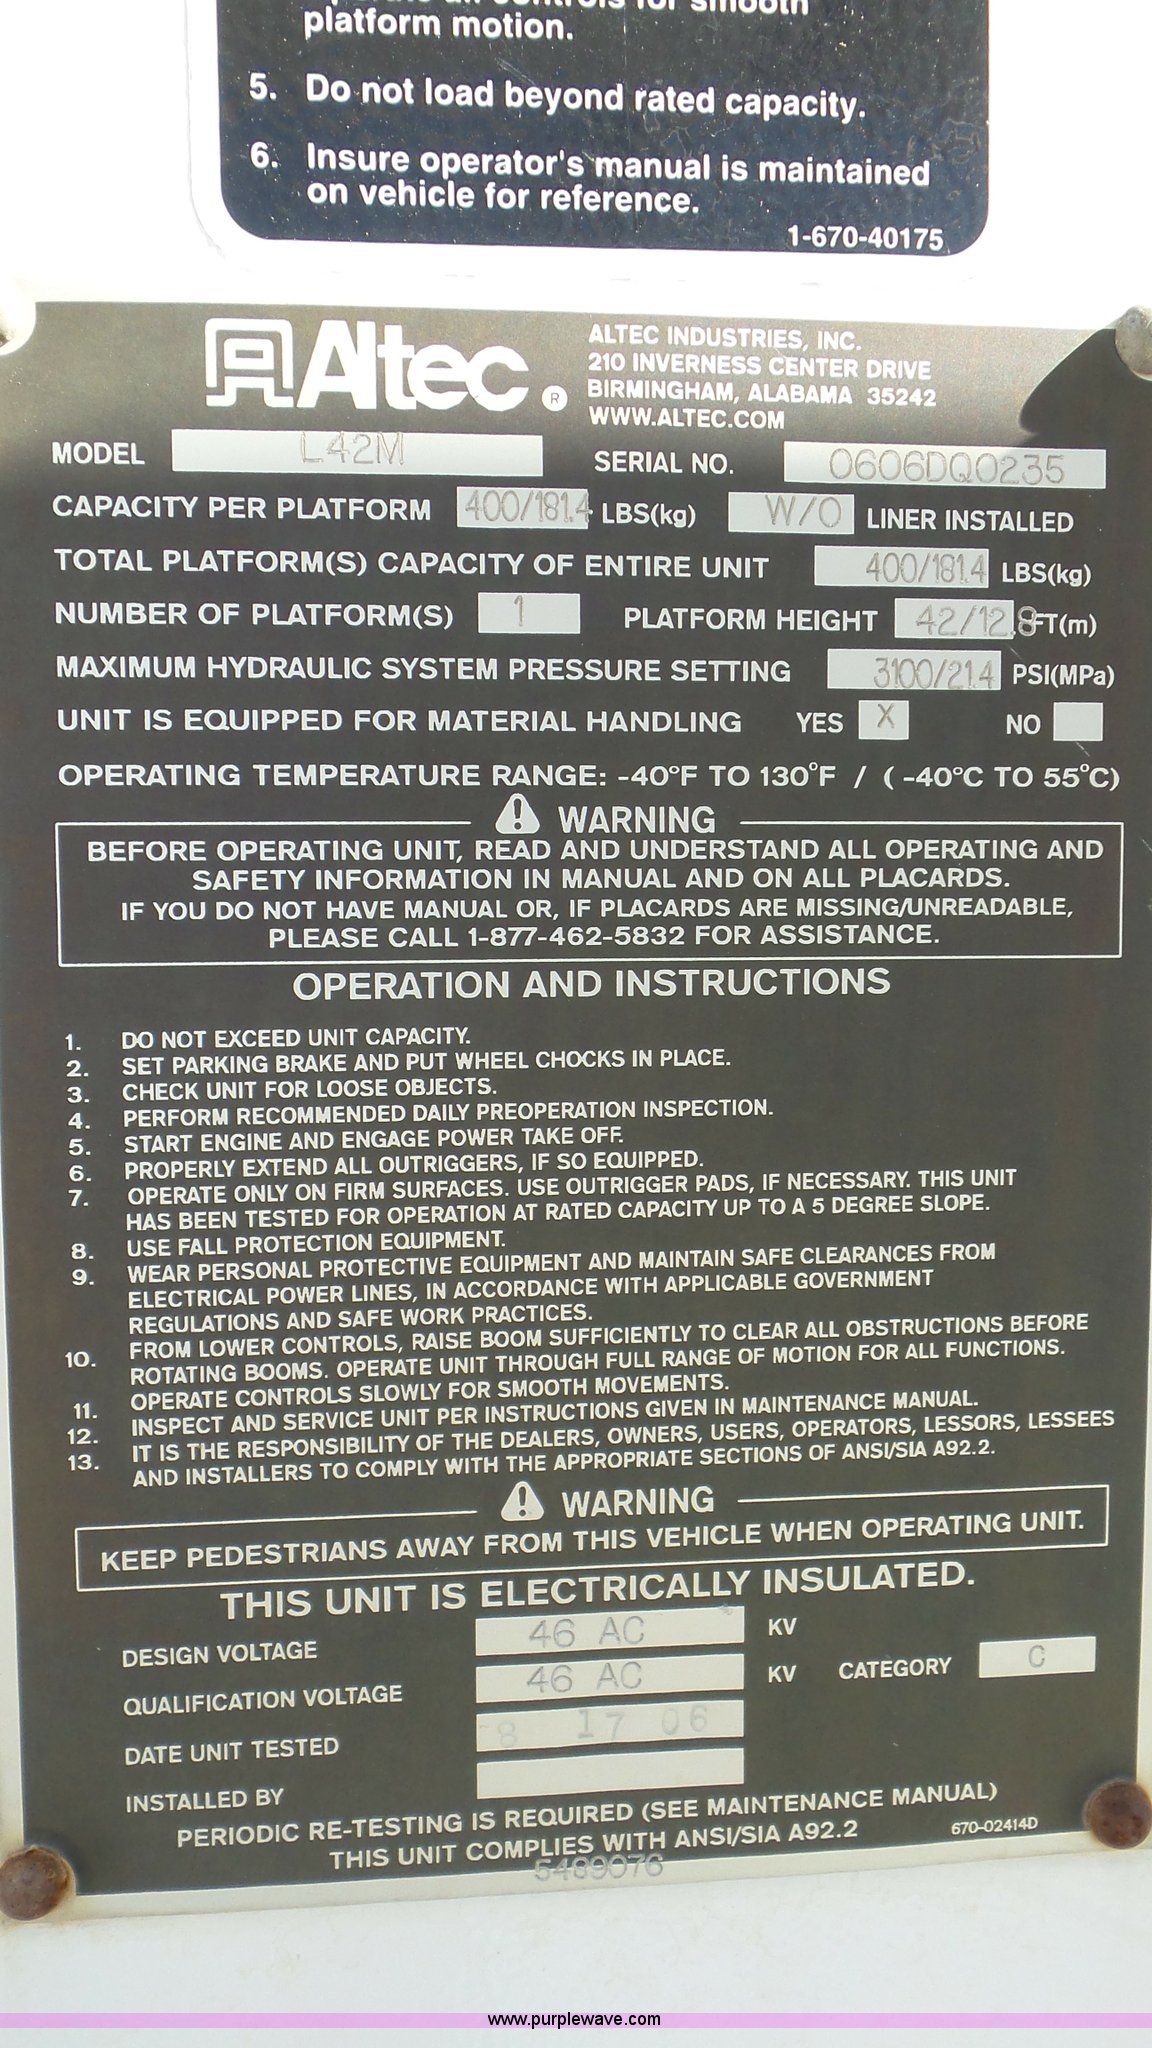 platform motion.
5. Do not load beyond rated capacity.
6. Insure operator's manual is maintained
on vehicle for reference.
1-670-40175
Altec®
ALTEC INDUSTRIES, INC.
210 INVERNESS CENTER DRIVE
BIRMINGHAM, ALABAMA 35242
WWW.ALTEC.COM
MODEL L42M SERIAL NO. 0606DQ0235
CAPACITY PER PLATFORM 400/181.4 LBS(kg) W/O LINER INSTALLED
TOTAL PLATFORM(S) CAPACITY OF ENTIRE UNIT 400/181.4 LBS(kg)
NUMBER OF PLATFORM(S) 1 PLATFORM HEIGHT 42/12.8 FT(m)
MAXIMUM HYDRAULIC SYSTEM PRESSURE SETTING 3100/21.4 PSI(MPa)
UNIT IS EQUIPPED FOR MATERIAL HANDLING YES X NO
OPERATING TEMPERATURE RANGE: -40°F TO 130°F / ( -40°C TO 55°C)
WARNING
BEFORE OPERATING UNIT, READ AND UNDERSTAND ALL OPERATING AND
SAFETY INFORMATION IN MANUAL AND ON ALL PLACARDS.
IF YOU DO NOT HAVE MANUAL OR, IF PLACARDS ARE MISSING/UNREADABLE,
PLEASE CALL 1-877-462-5832 FOR ASSISTANCE.
OPERATION AND INSTRUCTIONS
1. DO NOT EXCEED UNIT CAPACITY.
2. SET PARKING BRAKE AND PUT WHEEL CHOCKS IN PLACE.
3. CHECK UNIT FOR LOOSE OBJECTS.
4. PERFORM RECOMMENDED DAILY PREOPERATION INSPECTION.
5. START ENGINE AND ENGAGE POWER TAKE OFF.
6. PROPERLY EXTEND ALL OUTRIGGERS, IF SO EQUIPPED.
7. OPERATE ONLY ON FIRM SURFACES. USE OUTRIGGER PADS, IF NECESSARY. THIS UNIT
HAS BEEN TESTED FOR OPERATION AT RATED CAPACITY UP TO A 5 DEGREE SLOPE.
8. USE FALL PROTECTION EQUIPMENT.
9. WEAR PERSONAL PROTECTIVE EQUIPMENT AND MAINTAIN SAFE CLEARANCES FROM
ELECTRICAL POWER LINES, IN ACCORDANCE WITH APPLICABLE GOVERNMENT
REGULATIONS AND SAFE WORK PRACTICES.
10. FROM LOWER CONTROLS, RAISE BOOM SUFFICIENTLY TO CLEAR ALL OBSTRUCTIONS BEFORE
ROTATING BOOMS. OPERATE UNIT THROUGH FULL RANGE OF MOTION FOR ALL FUNCTIONS.
11. OPERATE CONTROLS SLOWLY FOR SMOOTH MOVEMENTS.
12. INSPECT AND SERVICE UNIT PER INSTRUCTIONS GIVEN IN MAINTENANCE MANUAL.
13. IT IS THE RESPONSIBILITY OF THE DEALERS, OWNERS, USERS, OPERATORS, LESSORS, LESSEES
AND INSTALLERS TO COMPLY WITH THE APPROPRIATE SECTIONS OF ANSI/SIA A92.2.
WARNING
KEEP PEDESTRIANS AWAY FROM THIS VEHICLE WHEN OPERATING UNIT.
THIS UNIT IS ELECTRICALLY INSULATED.
DESIGN VOLTAGE 46 AC KV
QUALIFICATION VOLTAGE 46 AC KV CATEGORY C
DATE UNIT TESTED 8 17 06
INSTALLED BY
PERIODIC RE-TESTING IS REQUIRED (SEE MAINTENANCE MANUAL)
THIS UNIT COMPLIES WITH ANSI/SIA A92.2 670-02414D
5489076
www.purplewave.com